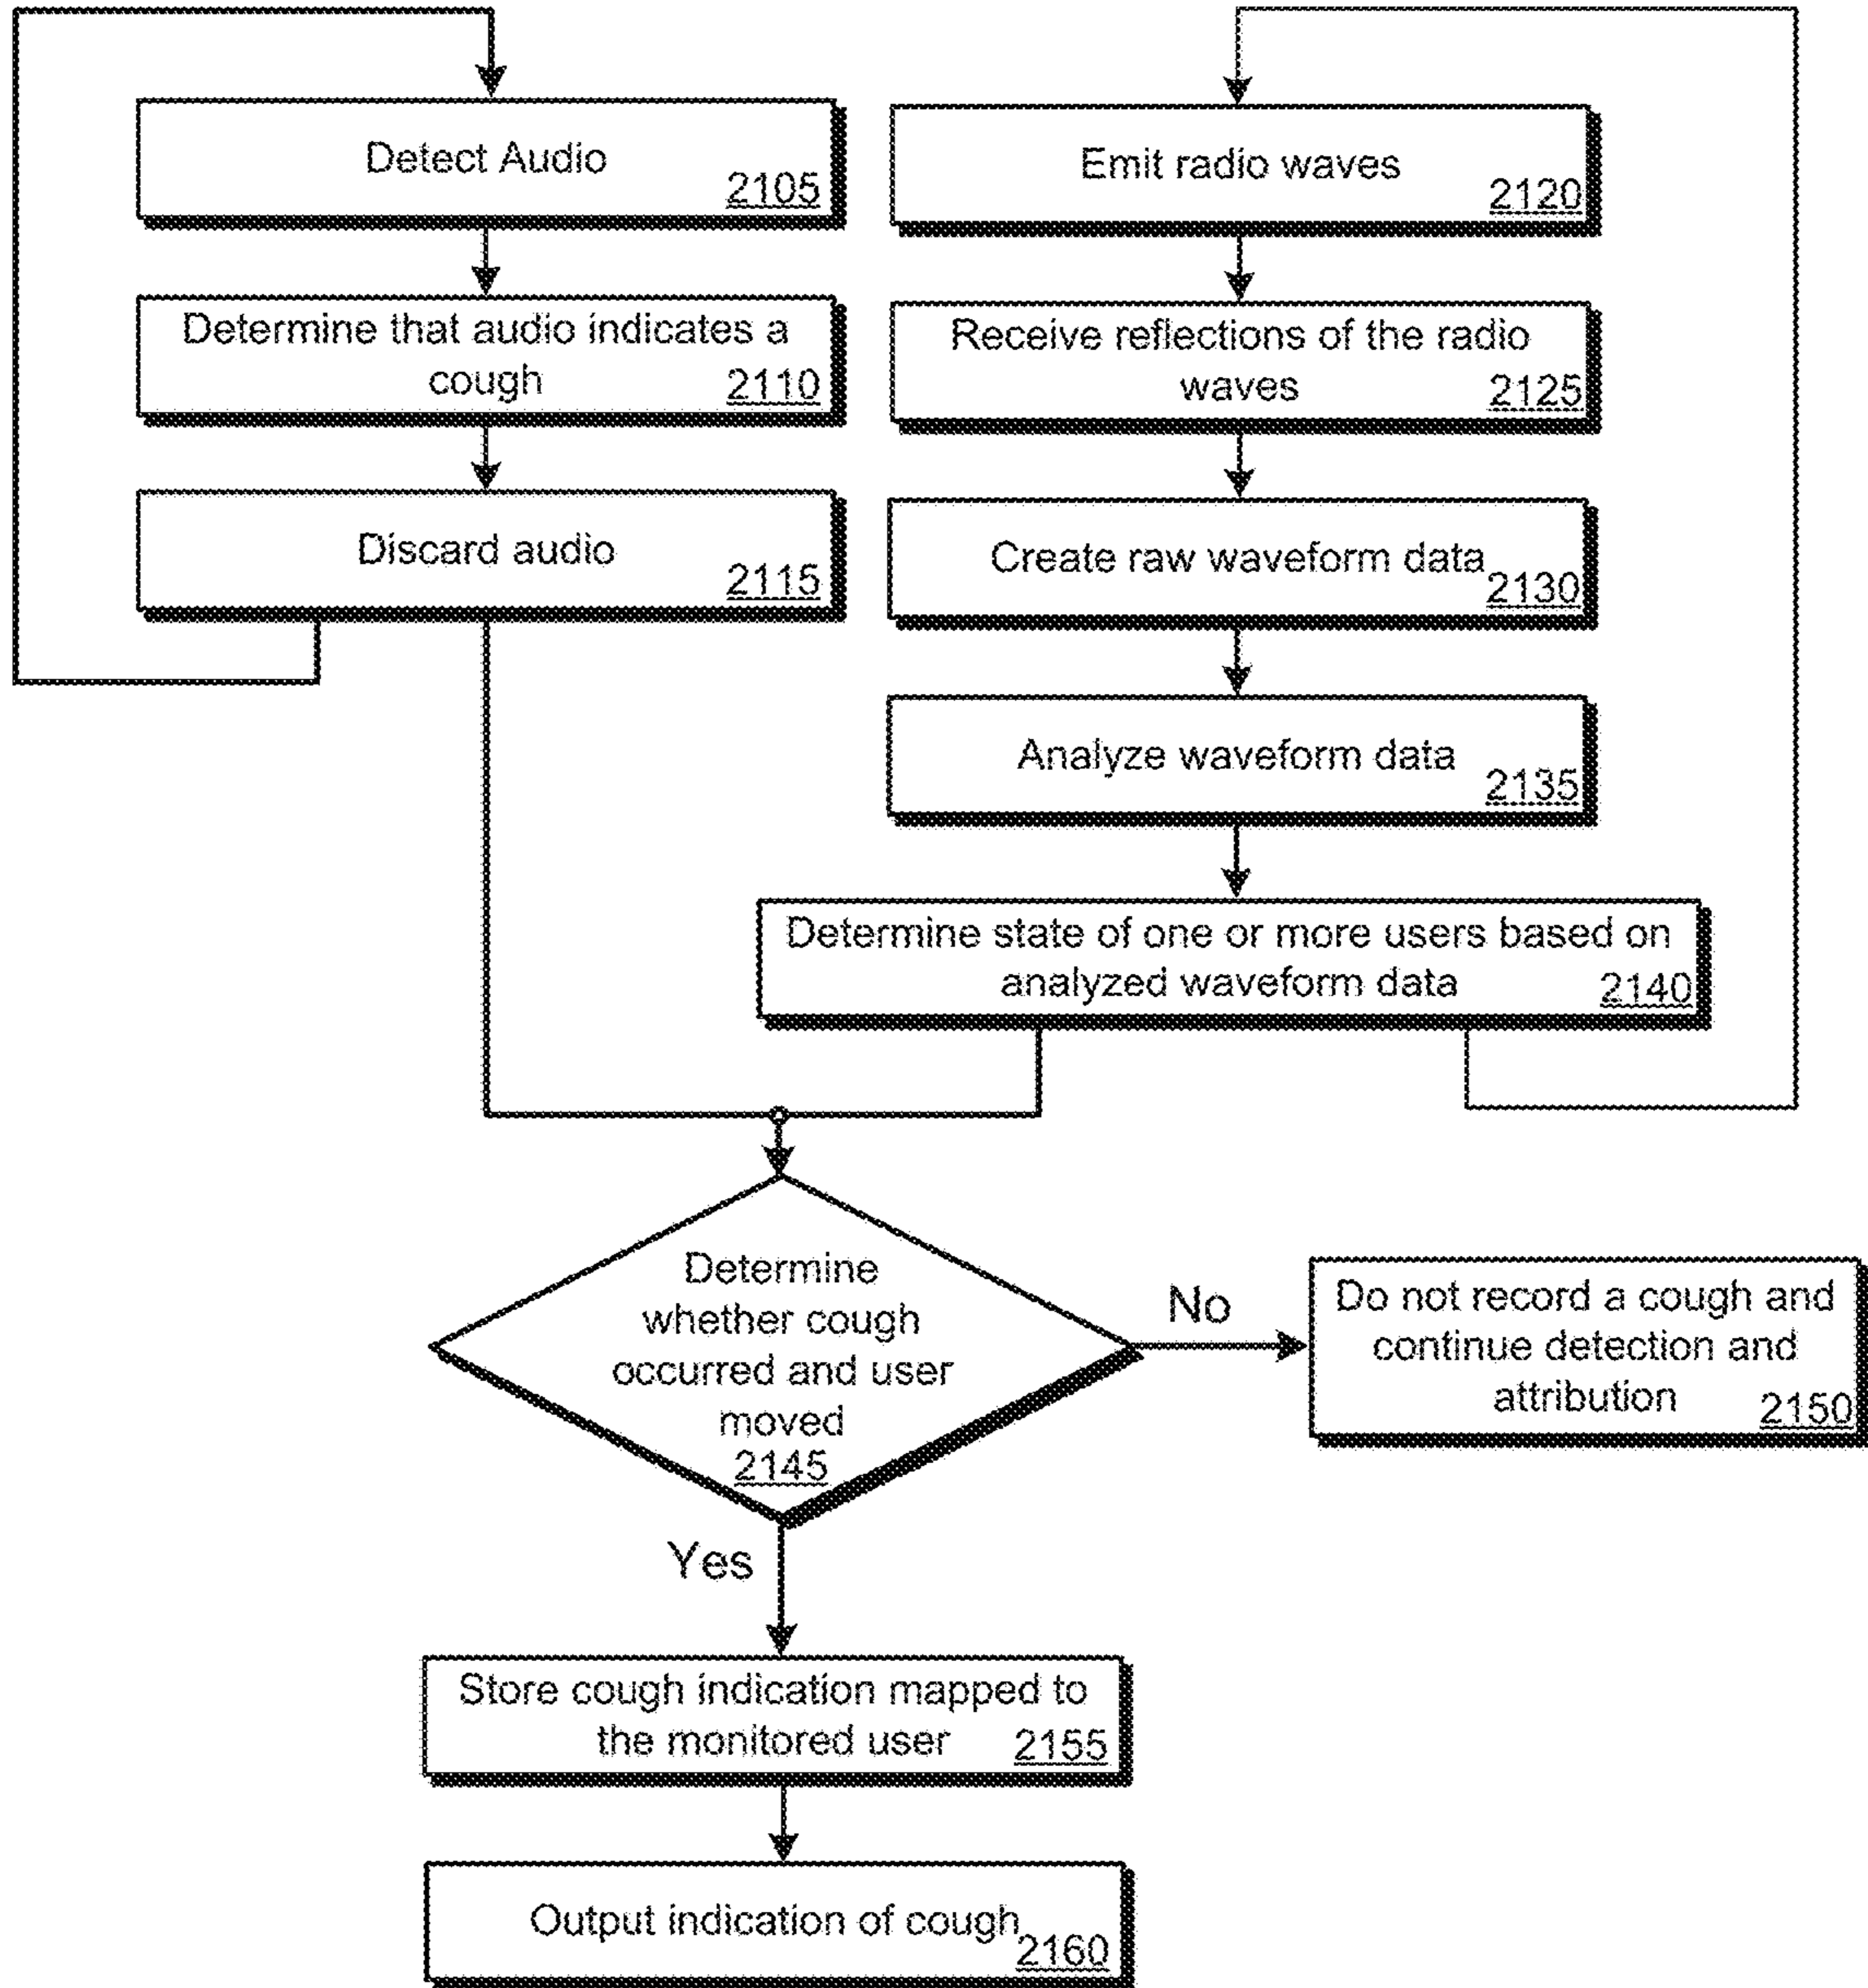 Detect Audio
2105
Determine that audio indicates a
cough
2110
Discard audio
2115
Emit radio waves
2120
Receive reflections of the radio
waves
2125
Create raw waveform data
2130
Analyze waveform data
2135
Determine state of one or more users based on
analyzed waveform data
2140
Determine
whether cough
occurred and user
moved
2145
No
Do not record a cough and
continue detection and
attribution
2150
Yes
Store cough indication mapped to
the monitored user
2155
Output indication of cough
2160